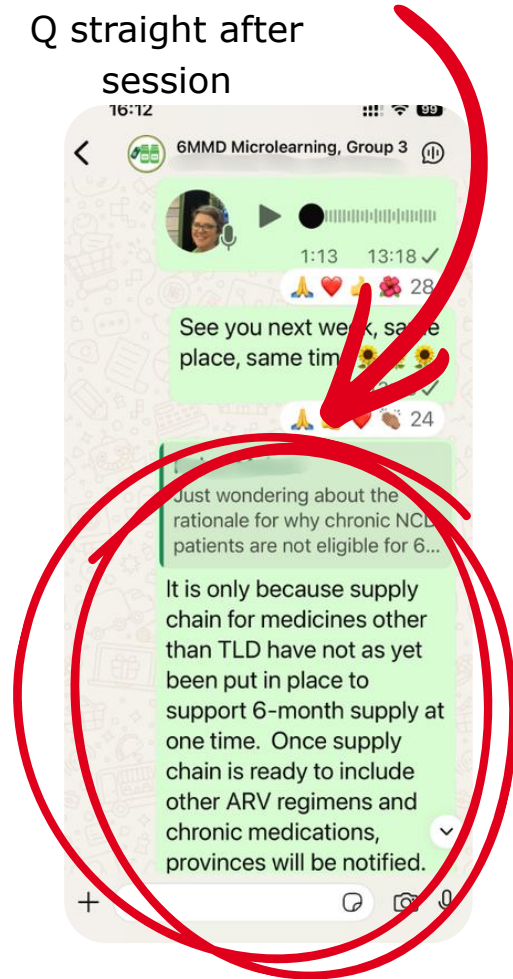 Q straight after
session
16:12
99
6MMD Microlearning, Group 3
1:13 13:18
28
See you next week, same
place, same time
24
Just wondering about the
rationale for why chronic NCD
patients are not eligible for 6...
It is only because supply
chain for medicines other
than TLD have not as yet
been put in place to
support 6-month supply at
one time. Once supply
chain is ready to include
other ARV regimens and
chronic medications,
provinces will be notified.